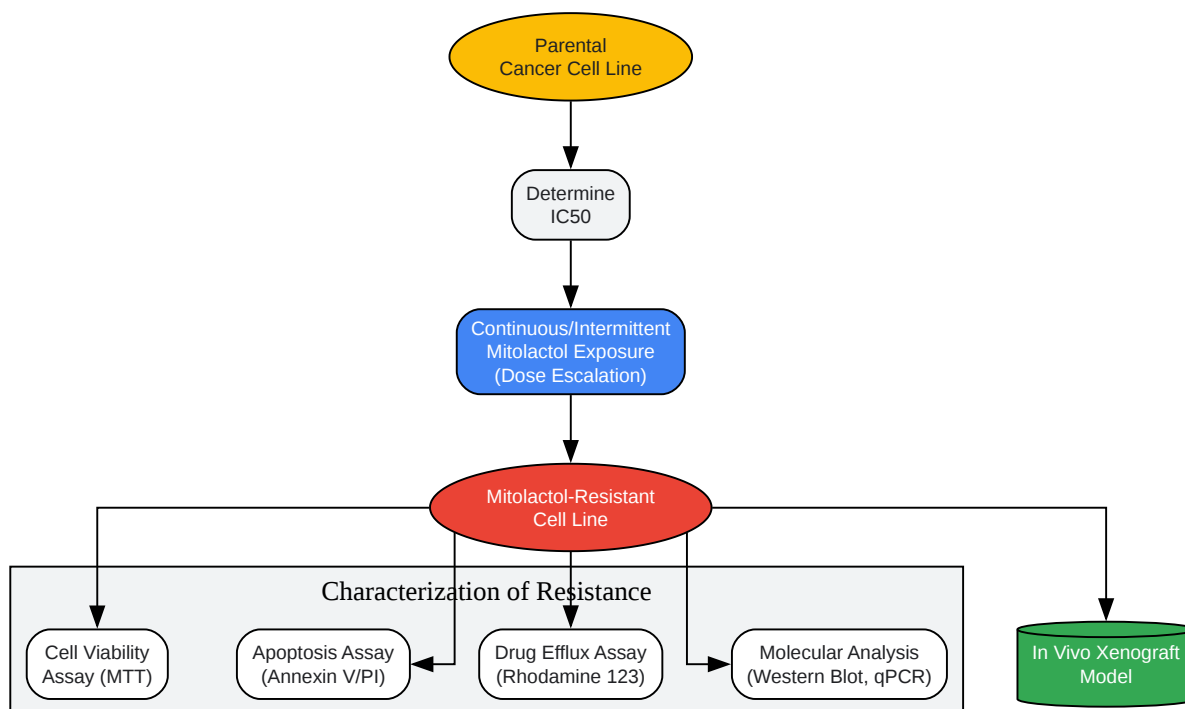 Parental
Cancer Cell Line
Determine
IC50
Continuous/Intermittent
Mitolactol Exposure
(Dose Escalation)
Mitolactol-Resistant
Cell Line
Characterization of Resistance
Cell Viability
Assay (MTT)
Apoptosis Assay
(Annexin V/PI)
Drug Efflux Assay
(Rhodamine 123)
Molecular Analysis
(Western Blot, qPCR)
In Vivo Xenograft
Model